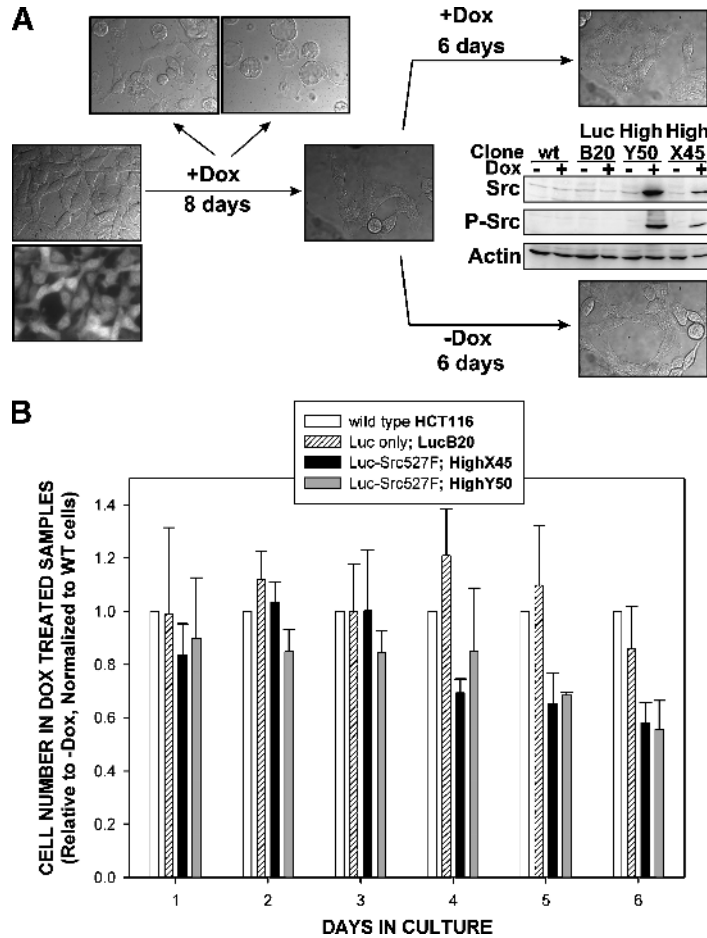 A
+Dox
6 days
+Dox
8 days
Luc High High
Clone wt B20 Y50 X45
Dox - + - + - + - +
Src
P-Src
Actin
-Dox
6 days
B
wild type HCT116
Luc only; LucB20
Luc-Src527F; HighX45
Luc-Src527F; HighY50
CELL NUMBER IN DOX TREATED SAMPLES
(Relative to -Dox, Normalized to WT cells)
1.4
1.2
1.0
0.8
0.6
0.4
0.2
0.0
1 2 3 4 5 6
DAYS IN CULTURE